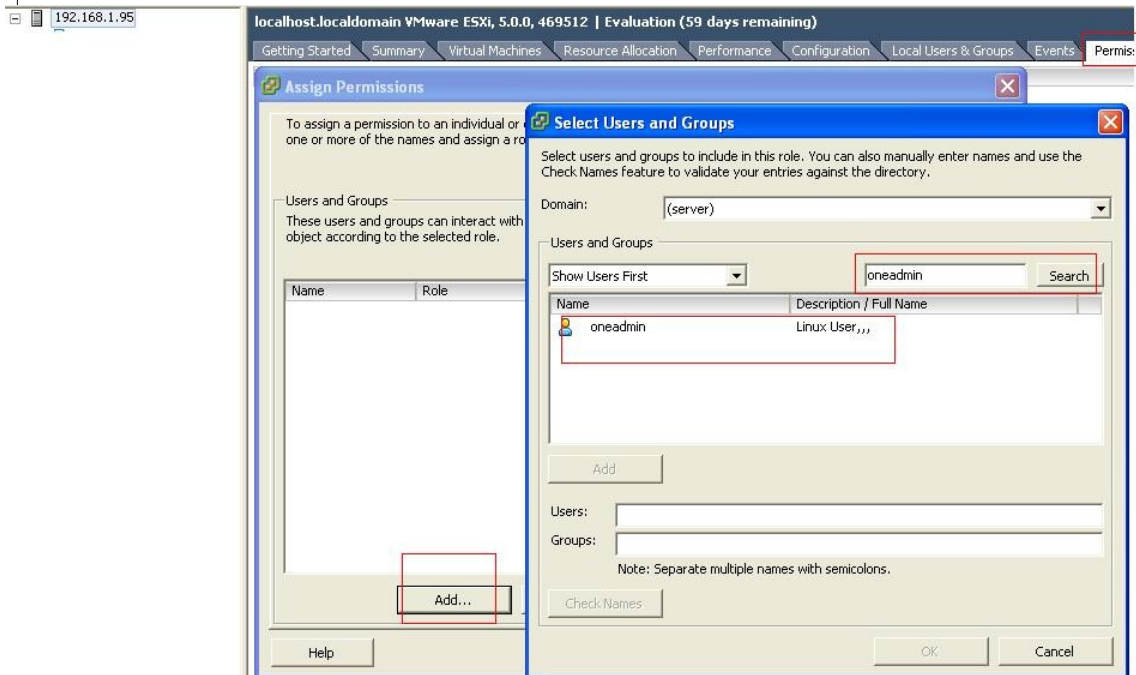 192.168.1.95
localhost.localdomain VMware ESXi, 5.0.0, 469512 | Evaluation (59 days remaining)
Getting Started Summary Virtual Machines Resource Allocation Performance Configuration Local Users & Groups Events Permis
Assign Permissions
To assign a permission to an individual or
one or more of the names and assign a ro
Users and Groups
These users and groups can interact with
object according to the selected role.
Name Role
Add...
Help
Select Users and Groups
Select users and groups to include in this role. You can also manually enter names and use the
Check Names feature to validate your entries against the directory.
Domain: (server)
Users and Groups
Show Users First oneadmin Search
Name Description / Full Name
oneadmin Linux User,,,
Add
Users:
Groups:
Note: Separate multiple names with semicolons.
Check Names
OK Cancel